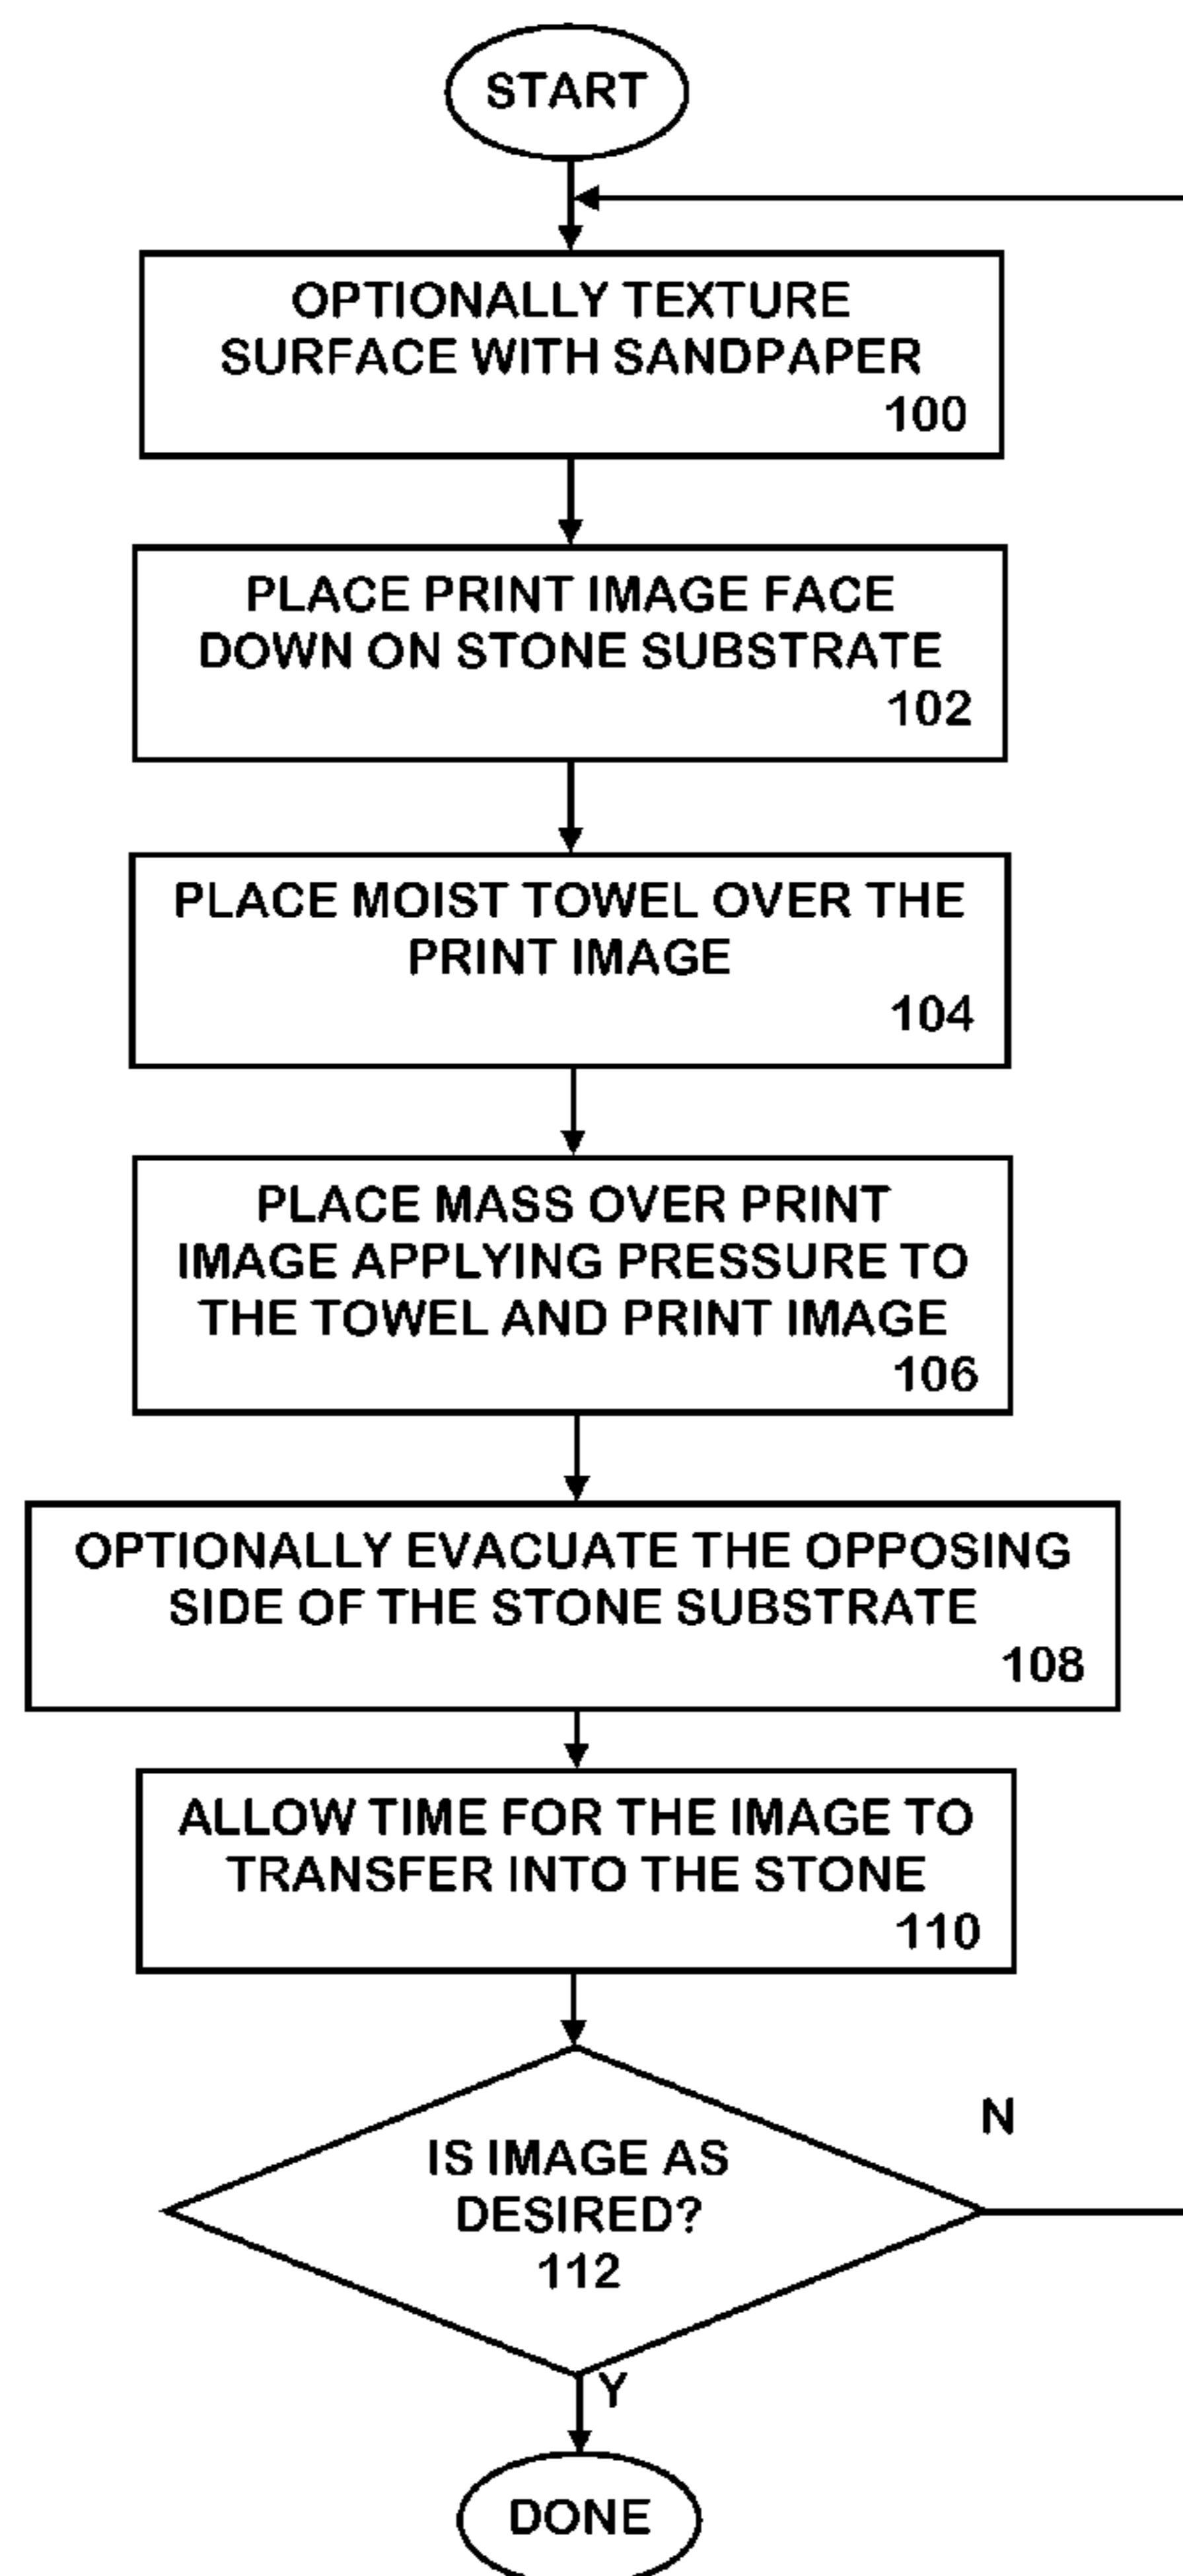 START
OPTIONALLY TEXTURE
SURFACE WITH SANDPAPER
100
PLACE PRINT IMAGE FACE
DOWN ON STONE SUBSTRATE
102
PLACE MOIST TOWEL OVER THE
PRINT IMAGE
104
PLACE MASS OVER PRINT
IMAGE APPLYING PRESSURE TO
THE TOWEL AND PRINT IMAGE
106
OPTIONALLY EVACUATE THE OPPOSING
SIDE OF THE STONE SUBSTRATE
108
ALLOW TIME FOR THE IMAGE TO
TRANSFER INTO THE STONE
110
N
IS IMAGE AS
DESIRED?
112
Y
DONE